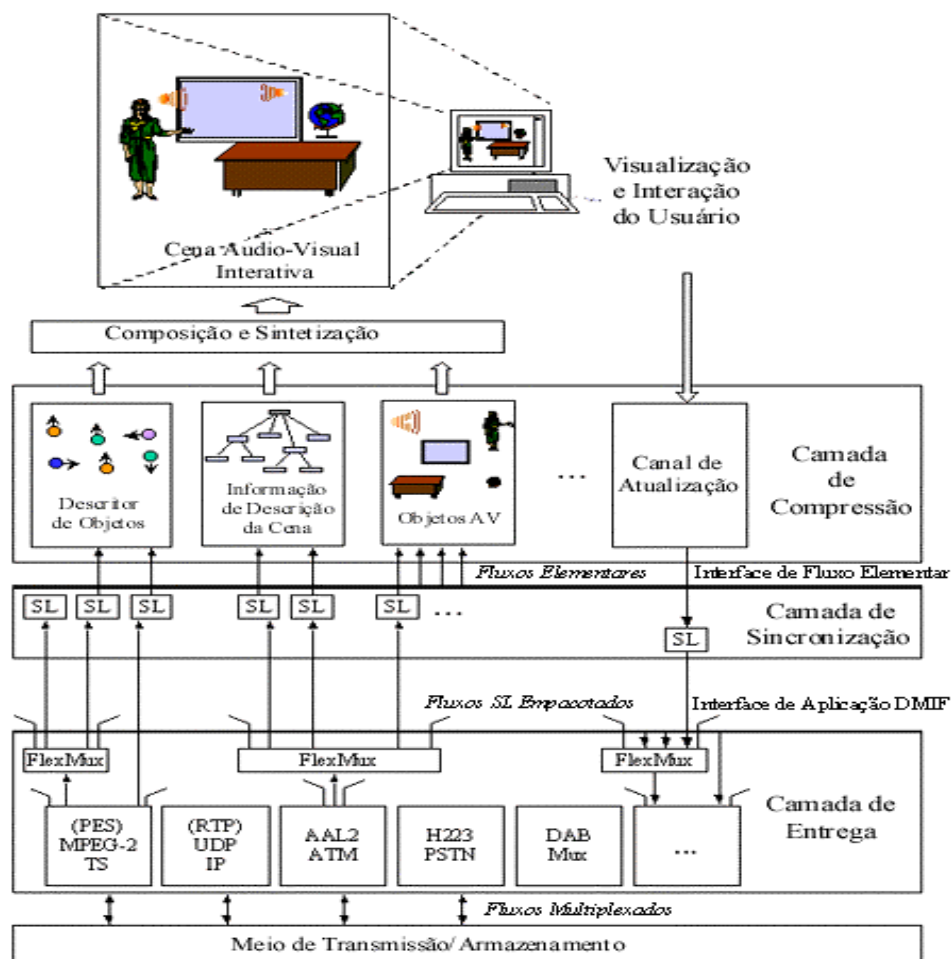 Visualização
e Interação
do Usuário
Cena Áudio-Visual
Interativa
Composição e Sintetização
Descritor
de Objetos
Informação
de Descrição
da Cena
Objetos AV
...
Canal de
Atualização
Camada
de
Compressão
Fluxos Elementares
Interface de Fluxo Elementar
SL
SL
SL
SL
SL
SL
...
SL
Camada de
Sincronização
Fluxos SL Empacotados
Interface de Aplicação DMIF
FlexMux
FlexMux
FlexMux
(PES)
MPEG-2
TS
(RTP)
UDP
IP
AAL2
ATM
H223
PSTN
DAB
Mux
...
Camada de
Entrega
Fluxos Multiplexados
Meio de Transmissão/Armazenamento